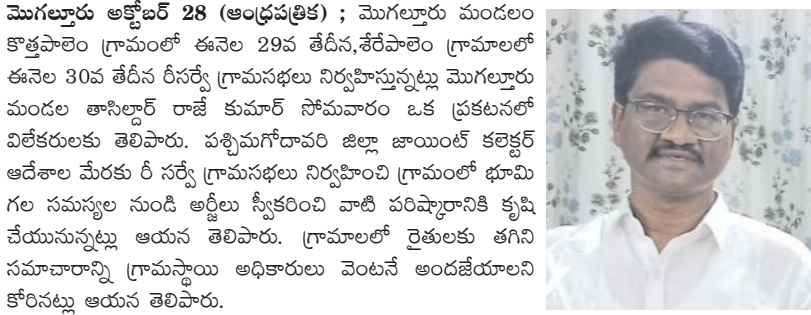 మొగల్తూరు అక్టోబర్ 28 (ఆంధ్రపత్రిక) ; మొగల్తూరు మండలం
కొత్తపాలెం గ్రామంలో ఈనెల 29వ తేదీన,శేరేపాలెం గ్రామాలలో
ఈనెల 30వ తేదీన రీసర్వే గ్రామసభలు నిర్వహిస్తున్నట్లు మొగల్తూరు
మండల తాసిల్దార్ రాజ్ కుమార్ సోమవారం ఒక ప్రకటనలో
విలేకరులకు తెలిపారు. పశ్చిమగోదావరి జిల్లా జాయింట్ కలెక్టర్
ఆదేశాల మేరకు రీ సర్వే గ్రామసభలు నిర్వహించి గ్రామంలో భూమి
గల సమస్యల నుండి అర్జీలు స్వీకరించి వాటి పరిష్కారానికి కృషి
చేయునున్నట్లు ఆయన తెలిపారు. గ్రామాలలో రైతులకు తగిని
సమాచారాన్ని గ్రామస్థాయి అధికారులు వెంటనే అందజేయాలని
కోరినట్లు ఆయన తెలిపారు.